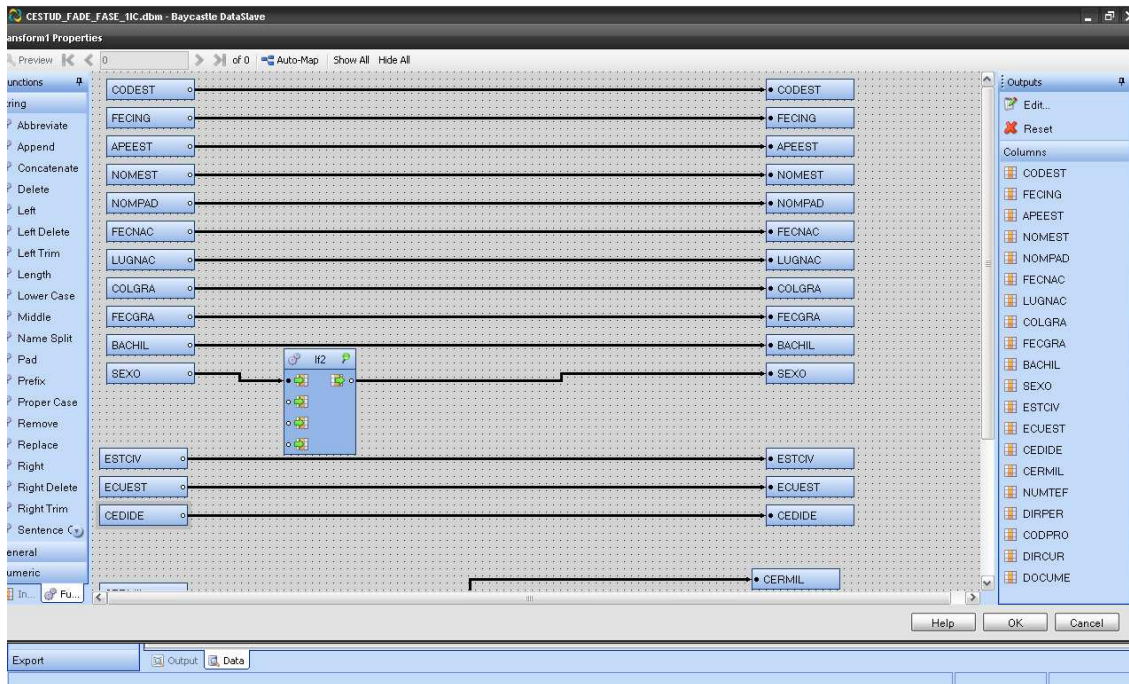 CESTUD_FADE_FASE_1IC.dbm - Baycastle DataSlave
ansform1 Properties
Preview 0 of 0 Auto-Map Show All Hide All
unctions
ring
Abbreviate
Append
Concatenate
Delete
Left
Left Delete
Left Trim
Length
Lower Case
Middle
Name Split
Pad
Prefix
Proper Case
Remove
Replace
Right
Right Delete
Right Trim
Sentence C
eneral
umeric
In... Fu...
CODEST CODEST
FECING FECING
APEEST APEEST
NOMEST NOMEST
NOMPAD NOMPAD
FECNAC FECNAC
LUGNAC LUGNAC
COLGRA COLGRA
FECGRA FECGRA
BACHIL BACHIL
If2
SEXO SEXO
ESTCIV ESTCIV
ECUEST ECUEST
CEDIDE CEDIDE
CERMIL
Outputs
Edit...
Reset
Columns
CODEST
FECING
APEEST
NOMEST
NOMPAD
FECNAC
LUGNAC
COLGRA
FECGRA
BACHIL
SEXO
ESTCIV
ECUEST
CEDIDE
CERMIL
NUMTEF
DIRPER
CODPRO
DIRCUR
DOCUME
Help OK Cancel
Export Output Data